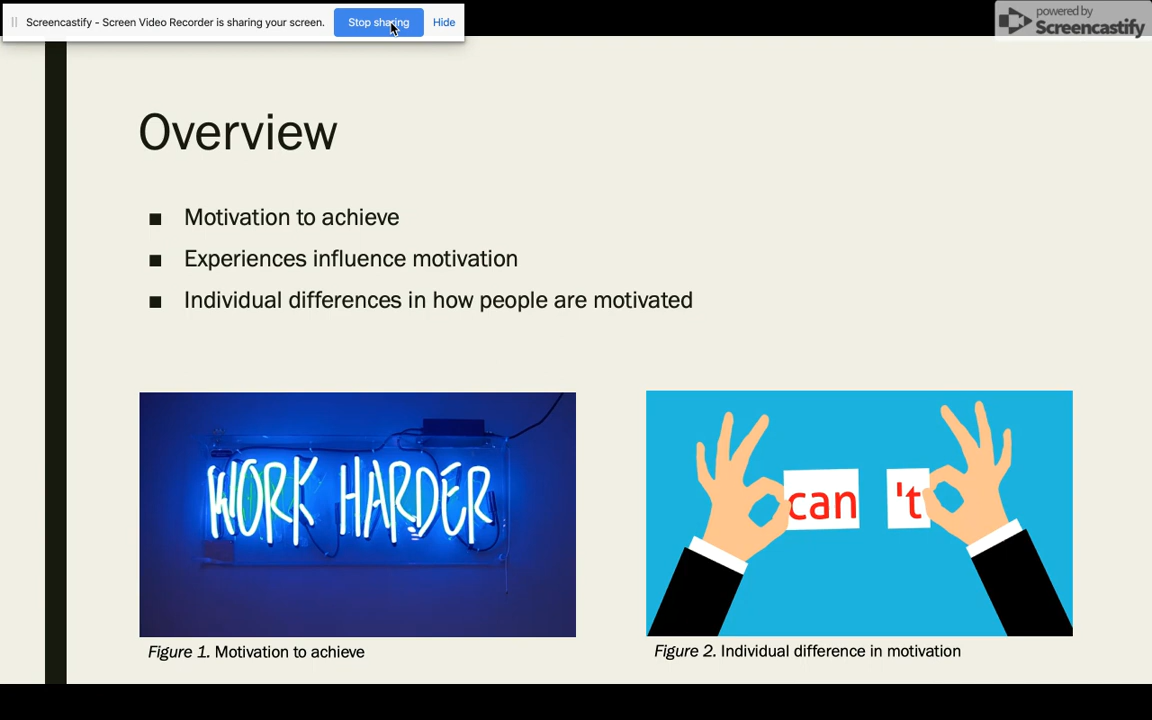 Screencastify - Screen Video Recorder is sharing your screen. Stop sharing Hide
powered by
Screencastify
Overview
■ Motivation to achieve
■ Experiences influence motivation
■ Individual differences in how people are motivated
WORK HARDER
can 't
Figure 1. Motivation to achieve
Figure 2. Individual difference in motivation